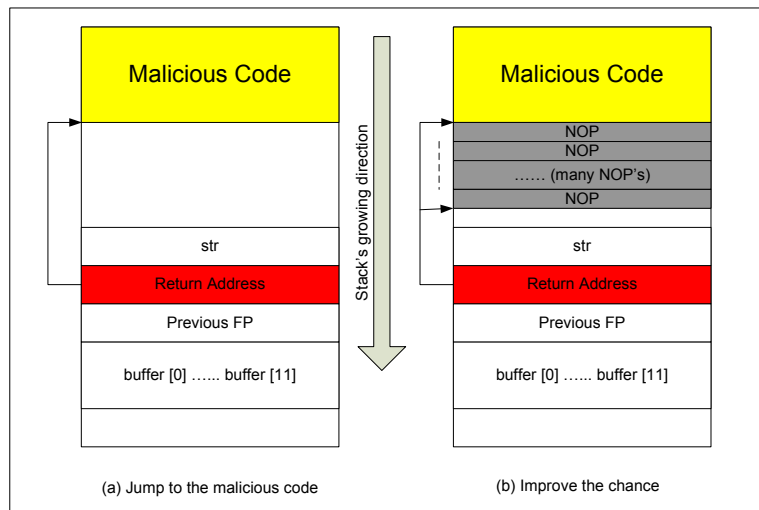 Malicious Code
str
Return Address
Previous FP
buffer [0] …... buffer [11]
(a) Jump to the malicious code
Stack’s growing direction
Malicious Code
NOP
NOP
…… (many NOP’s)
NOP
str
Return Address
Previous FP
buffer [0] …... buffer [11]
(b) Improve the chance